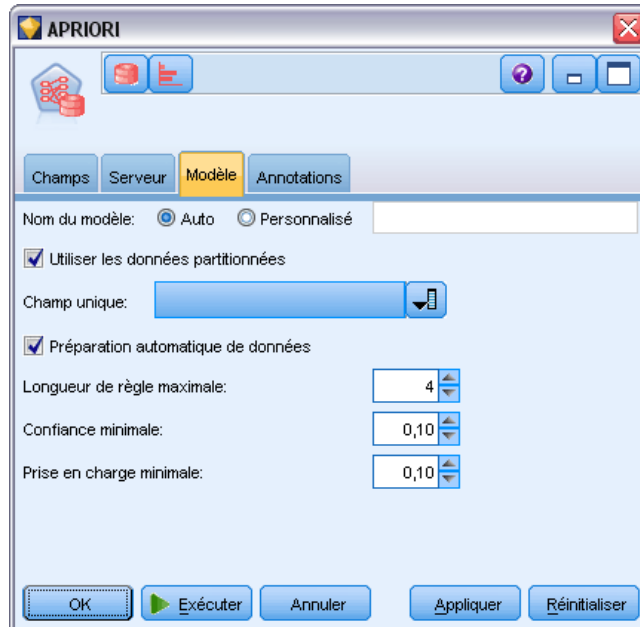 APRIORI
Champs Serveur Modèle Annotations
Nom du modèle: Auto Personnalisé
Utiliser les données partitionnées
Champ unique:
Préparation automatique de données
Longueur de règle maximale: 4
Confiance minimale: 0,10
Prise en charge minimale: 0,10
OK Exécuter Annuler Appliquer Réinitialiser